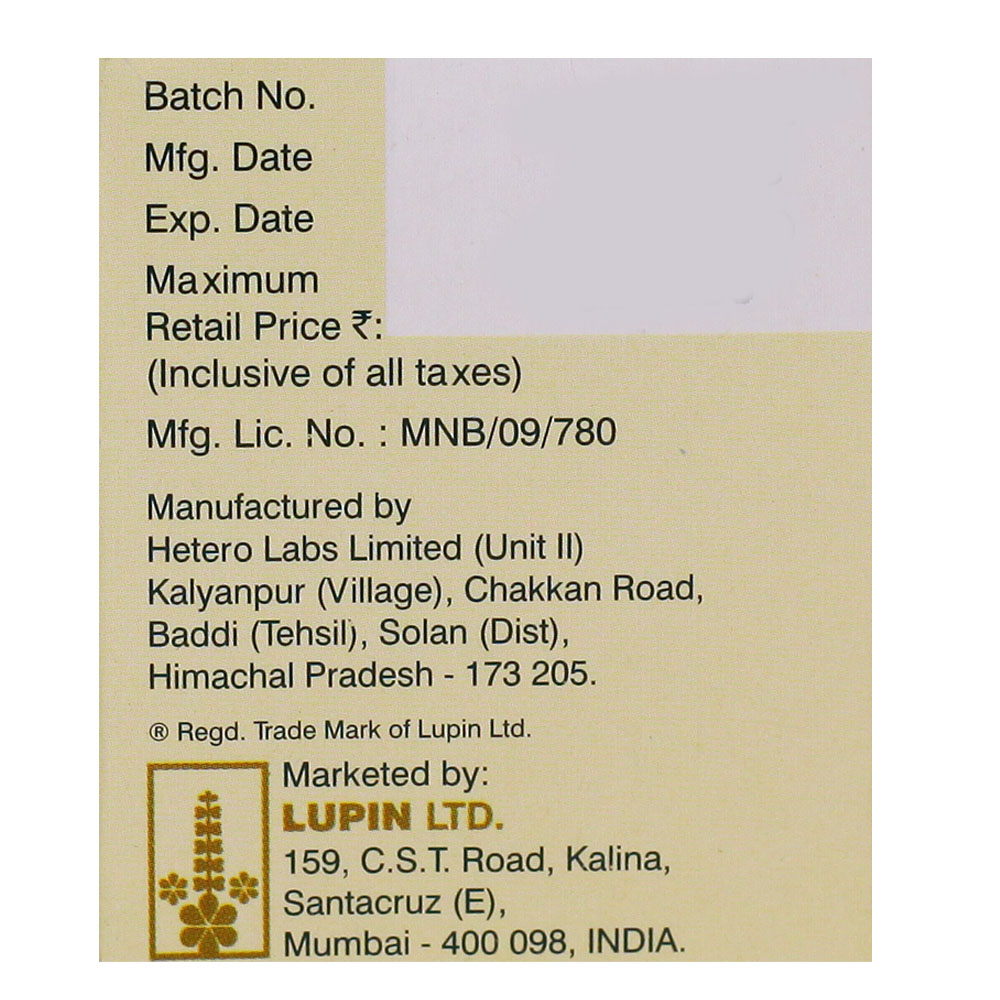 Batch No.
Mfg. Date
Exp. Date
Maximum
Retail Price ₹:
(Inclusive of all taxes)
Mfg. Lic. No. : MNB/09/780
Manufactured by
Hetero Labs Limited (Unit II)
Kalyanpur (Village), Chakkan Road,
Baddi (Tehsil), Solan (Dist),
Himachal Pradesh - 173 205.
® Regd. Trade Mark of Lupin Ltd.
Marketed by:
LUPIN LTD.
159, C.S.T. Road, Kalina,
Santacruz (E),
Mumbai - 400 098, INDIA.